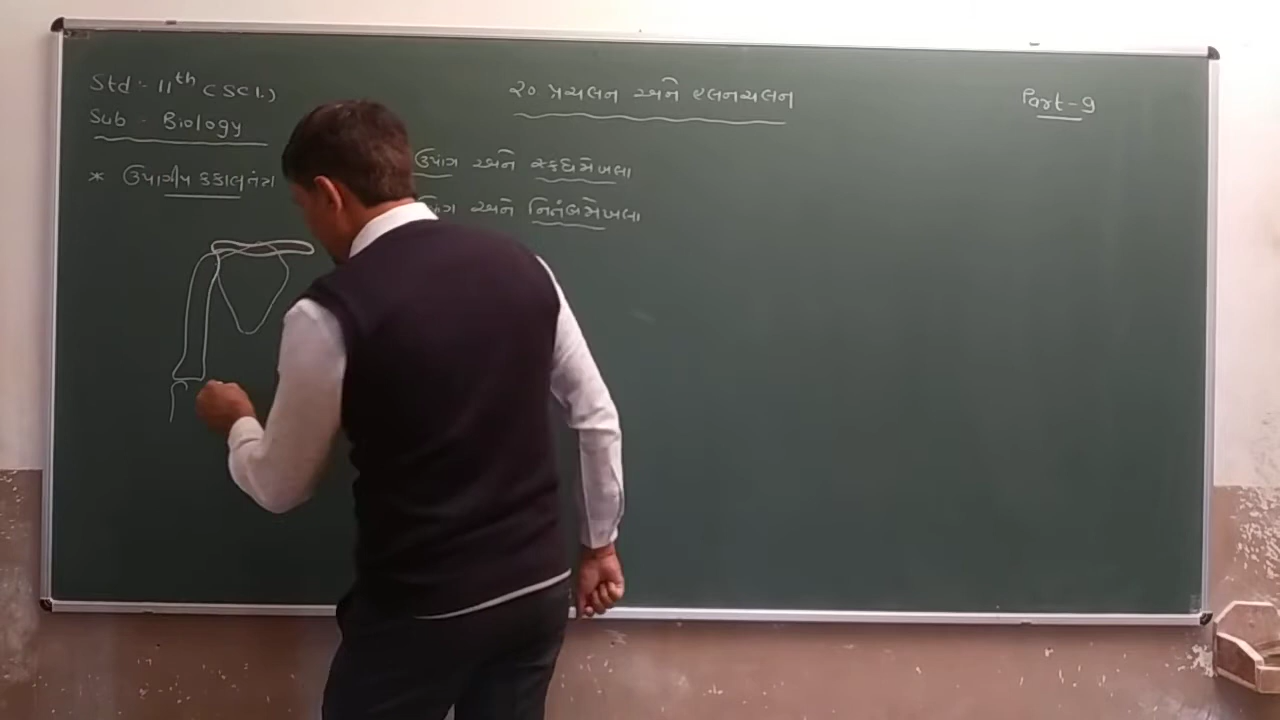 Std :- 11th (SCI.)
Sub - Biology
૨૦ પ્રચલન અને હલનચલન
Part-9
* ઉપાંગીય કંકાલતંત્ર
ઉપાંગ અને સ્કંધમેખલા
અને નિતંબમેખલા